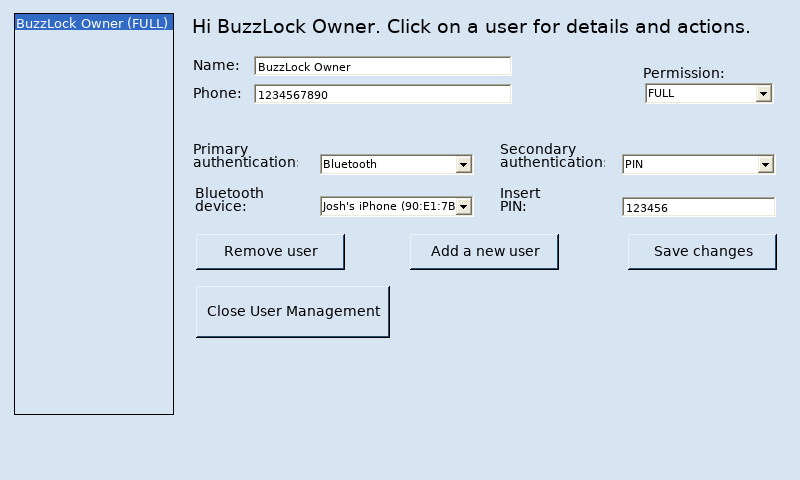 BuzzLock Owner (FULL)
Hi BuzzLock Owner. Click on a user for details and actions.
Name:
BuzzLock Owner
Phone:
1234567890
Permission:
FULL
Primary
authentication:
Bluetooth
Secondary
authentication:
PIN
Bluetooth
device:
Josh's iPhone (90:E1:7B
Insert
PIN:
123456
Remove user
Add a new user
Save changes
Close User Management